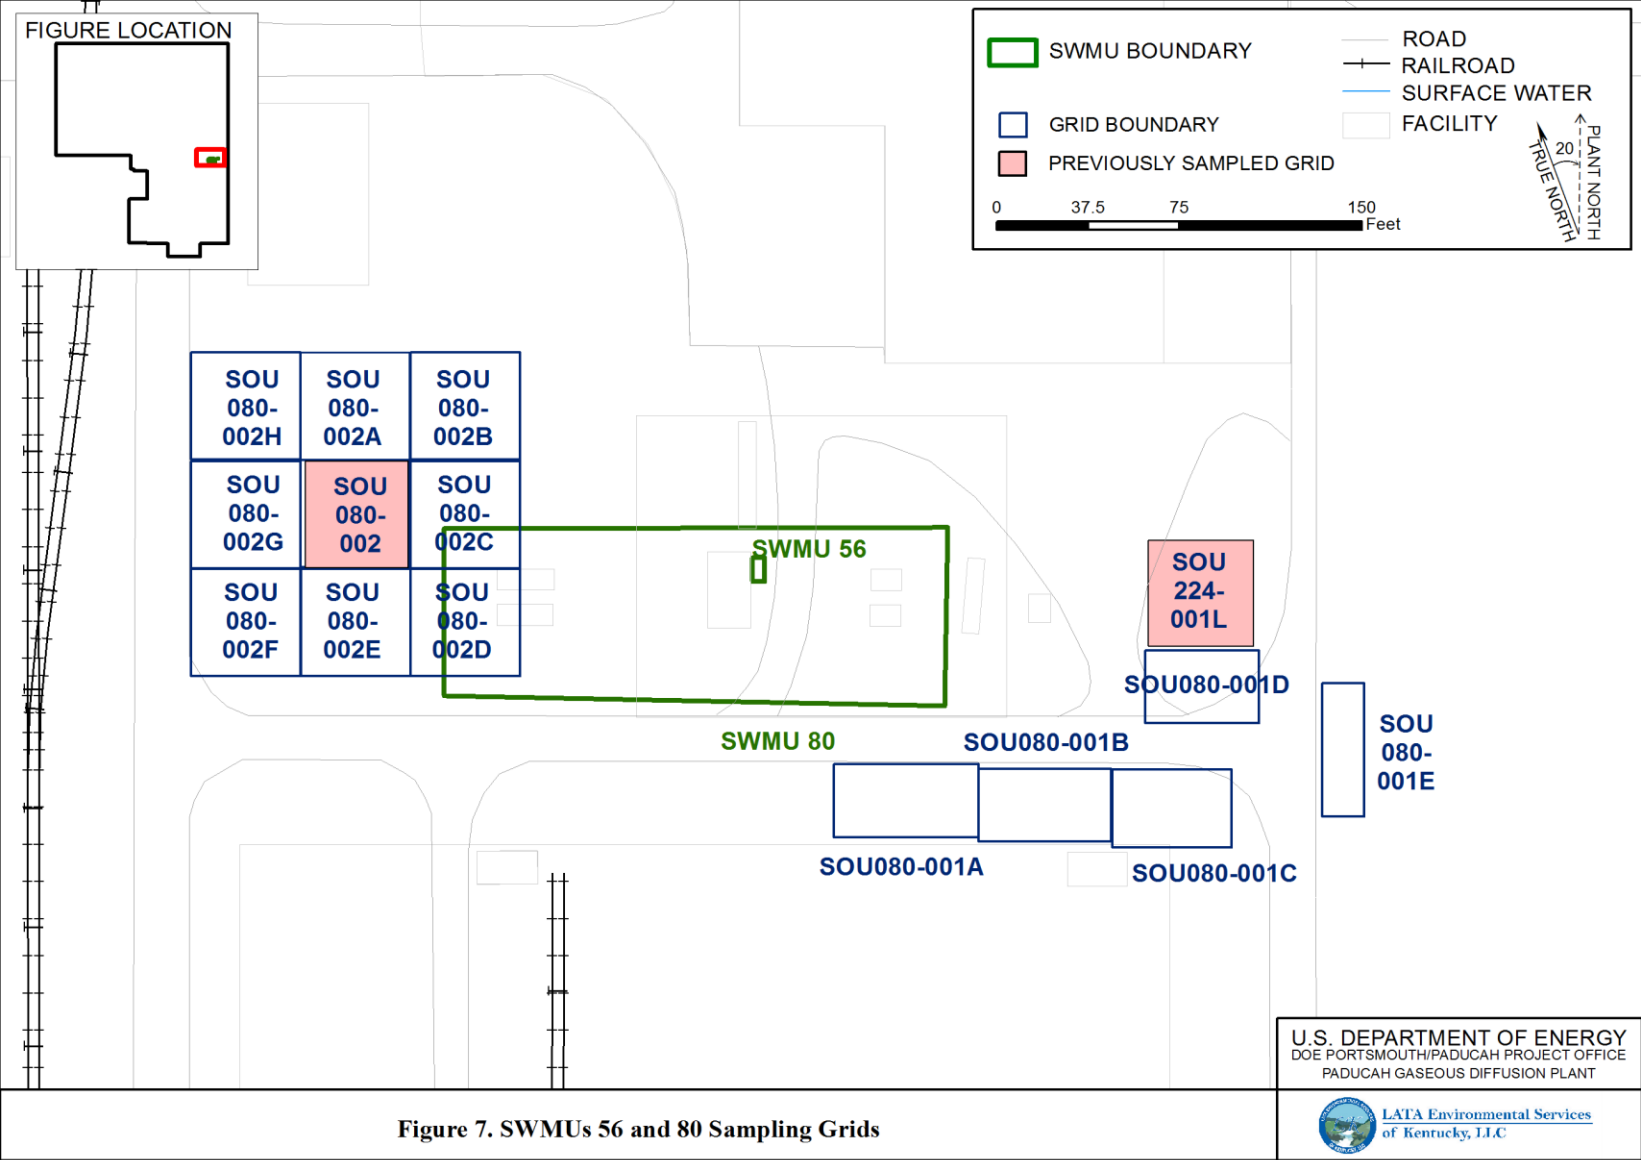 FIGURE LOCATION
SWMU BOUNDARY
GRID BOUNDARY
PREVIOUSLY SAMPLED GRID
ROAD
RAILROAD
SURFACE WATER
FACILITY
0 37.5 75 150
Feet
20
TRUE NORTH
PLANT NORTH
SOU
080-
002H
SOU
080-
002A
SOU
080-
002B
SOU
080-
002G
SOU
080-
002
SOU
080-
002C
SOU
080-
002F
SOU
080-
002E
SOU
080-
002D
SWMU 56
SWMU 80
SOU
224-
001L
SOU080-001D
SOU080-001B
SOU
080-
001E
SOU080-001A
SOU080-001C
U.S. DEPARTMENT OF ENERGY
DOE PORTSMOUTH/PADUCAH PROJECT OFFICE
PADUCAH GASEOUS DIFFUSION PLANT
Figure 7. SWMUs 56 and 80 Sampling Grids
LATA Environmental Services
of Kentucky, LLC